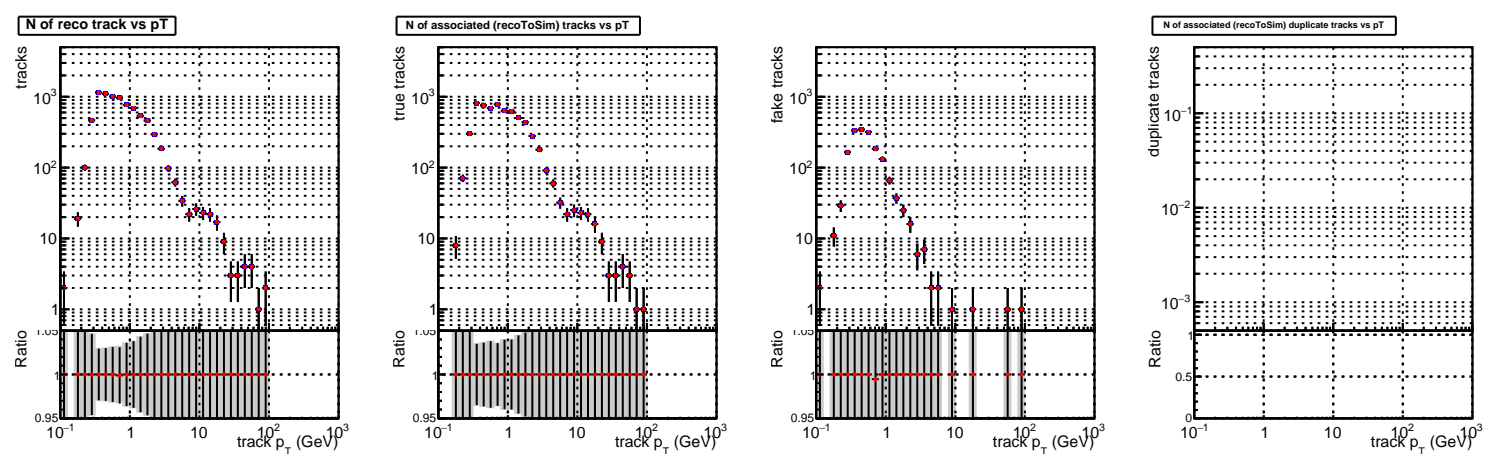 N of reco track vs pT
tracks
10³
10²
10
1
Ratio
1.05
1
0.95
10⁻¹ 1 10 10² 10³
track p_T (GeV)
N of associated (recoToSim) tracks vs pT
true tracks
10³
10²
10
1
Ratio
1.05
1
0.95
10⁻¹ 1 10 10² 10³
track p_T (GeV)
fake tracks
10³
10²
10
1
Ratio
1.05
1
0.95
10⁻¹ 1 10 10² 10³
track p_T (GeV)
N of associated (recoToSim) duplicate tracks vs pT
duplicate tracks
10⁻¹
10⁻²
10⁻³
Ratio
1
0.5
0
10⁻¹ 1 10 10² 10³
track p_T (GeV)